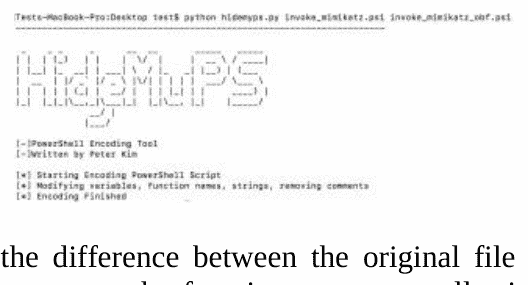 Tests-MacBook-Pro:Desktop test$ python hidemyps.py invoke_mimikatz.ps1 invoke_mimikatz_obf.ps1
HideMyPS
[-]PowerShell Encoding Tool
[-]Written by Peter Kim
[*] Starting Encoding PowerShell Script
[*] Modifying variables, function names, strings, removing comments
[*] Encoding Finished
the difference between the original file